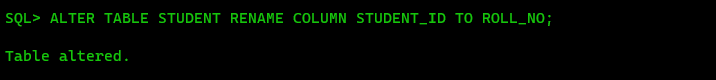 SQL> ALTER TABLE STUDENT RENAME COLUMN STUDENT_ID TO ROLL_NO;
Table altered.